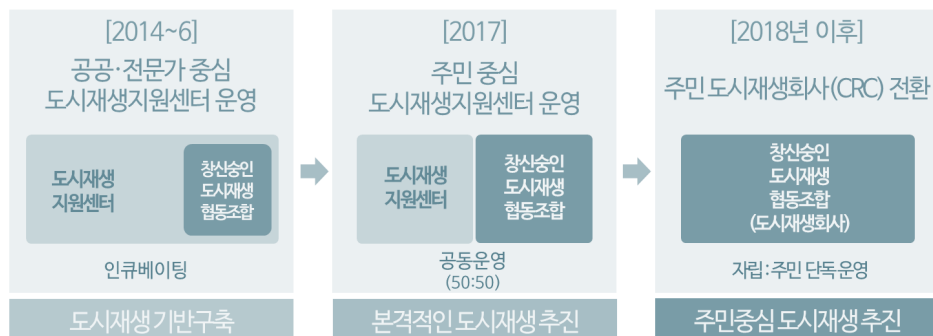 [2014~6]
공공·전문가 중심
도시재생지원센터 운영
도시재생
지원센터
창신숭인
도시재생
협동조합
인큐베이팅
도시재생 기반구축
[2017]
주민 중심
도시재생지원센터 운영
도시재생
지원센터
창신숭인
도시재생
협동조합
공동운영
(50:50)
본격적인 도시재생 추진
[2018년 이후]
주민 도시재생회사(CRC) 전환
창신숭인
도시재생
협동조합
(도시재생회사)
자립:주민 단독 운영
주민중심 도시재생 추진